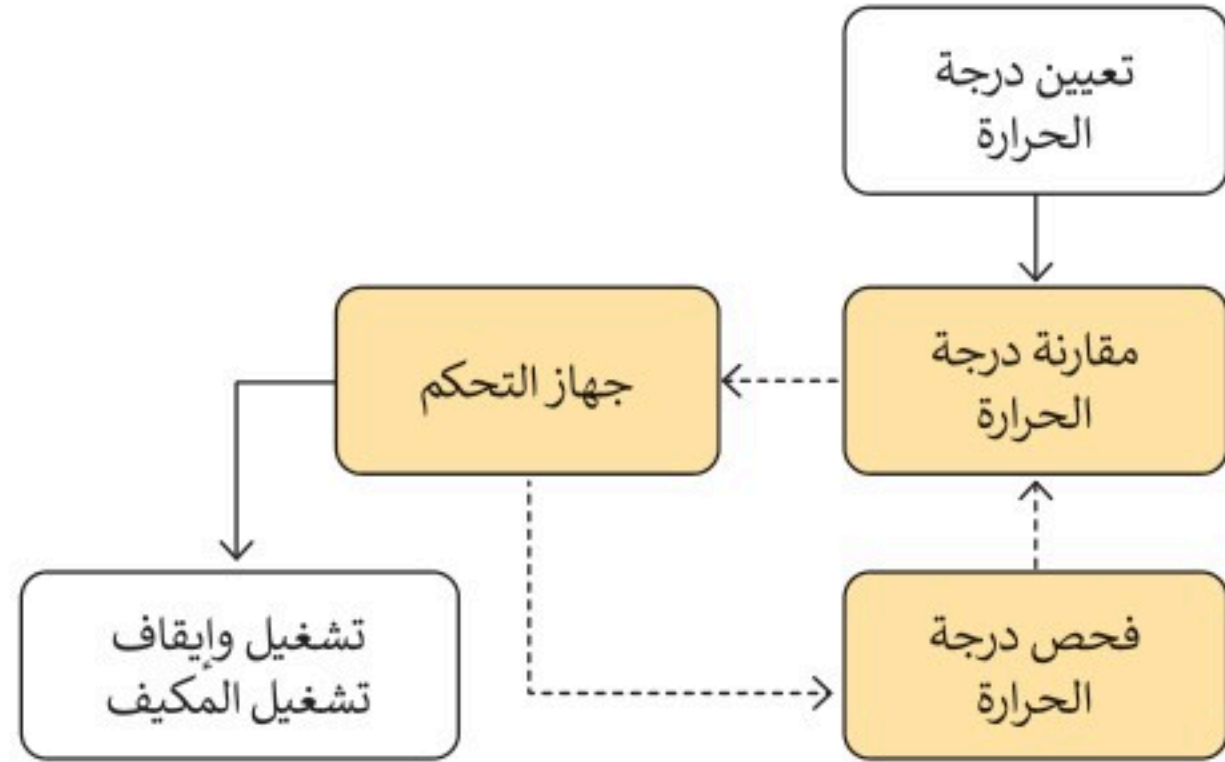 تعيين درجة
الحرارة
مقارنة درجة
الحرارة
جهاز التحكم
فحص درجة
الحرارة
تشغيل وإيقاف
تشغيل المكيف